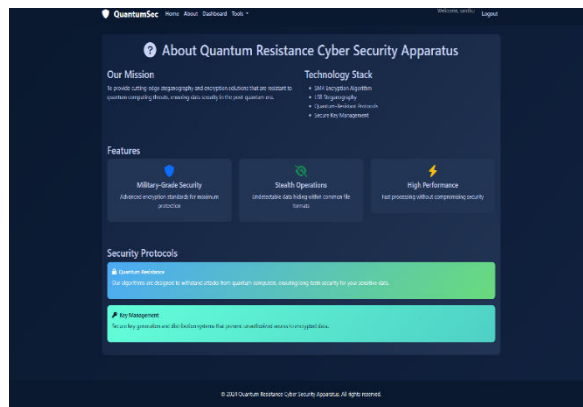 QuantumSec Home About Dashboard Tools
Welcome,
Logout
About Quantum Resistance Cyber Security Apparatus
Our Mission
To provide cutting-edge steganography and encryption solutions that are resistant to
quantum computing threats, ensuring data security in the post-quantum era.
Technology Stack
Encryption Algorithm
LSB Steganography
Quantum-Resistant Protocols
Secure Key Management
Features
Military-Grade Security
Advanced encryption standards for maximum
protection
Stealth Operations
Undetectable data hiding within common file
formats
High Performance
Fast processing without compromising security
Security Protocols
Quantum Resistance
Our algorithms are designed to withstand attacks from quantum computers, ensuring long-term security for your sensitive data.
Key Management
Secure key generation and distribution systems that prevent unauthorized access to encrypted data.
© 2024 Quantum Resistance Cyber Security Apparatus. All rights reserved.